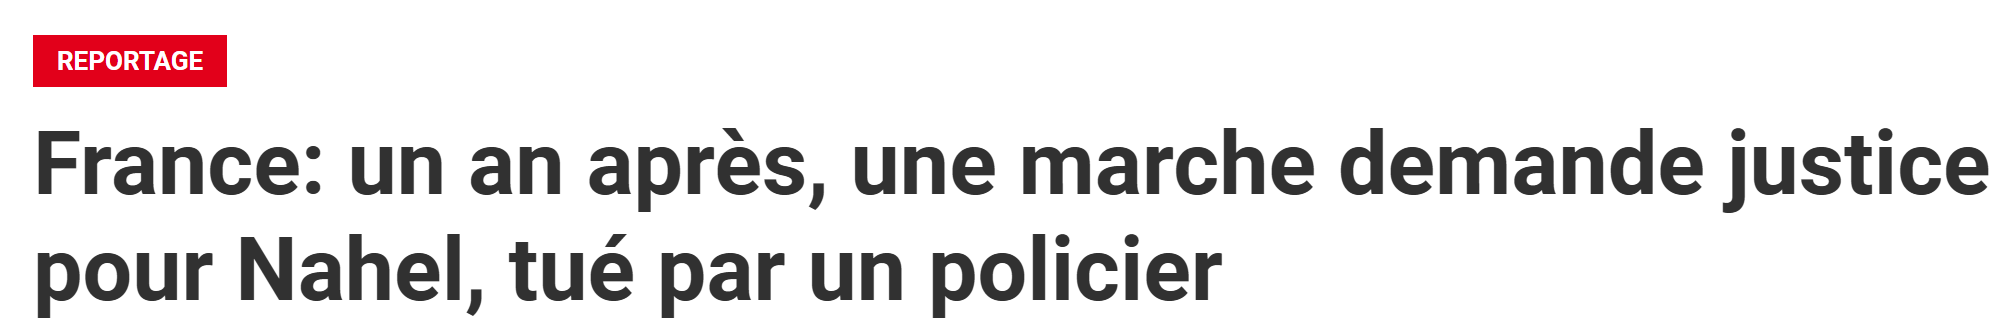 REPORTAGE
France: un an après, une marche demande justice
pour Nahel, tué par un policier